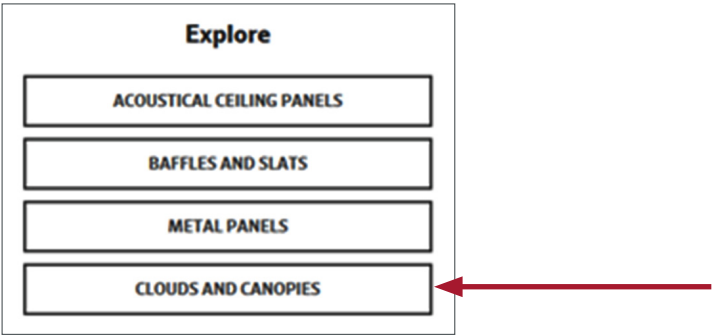 Explore
ACOUSTICAL CEILING PANELS
BAFFLES AND SLATS
METAL PANELS
CLOUDS AND CANOPIES